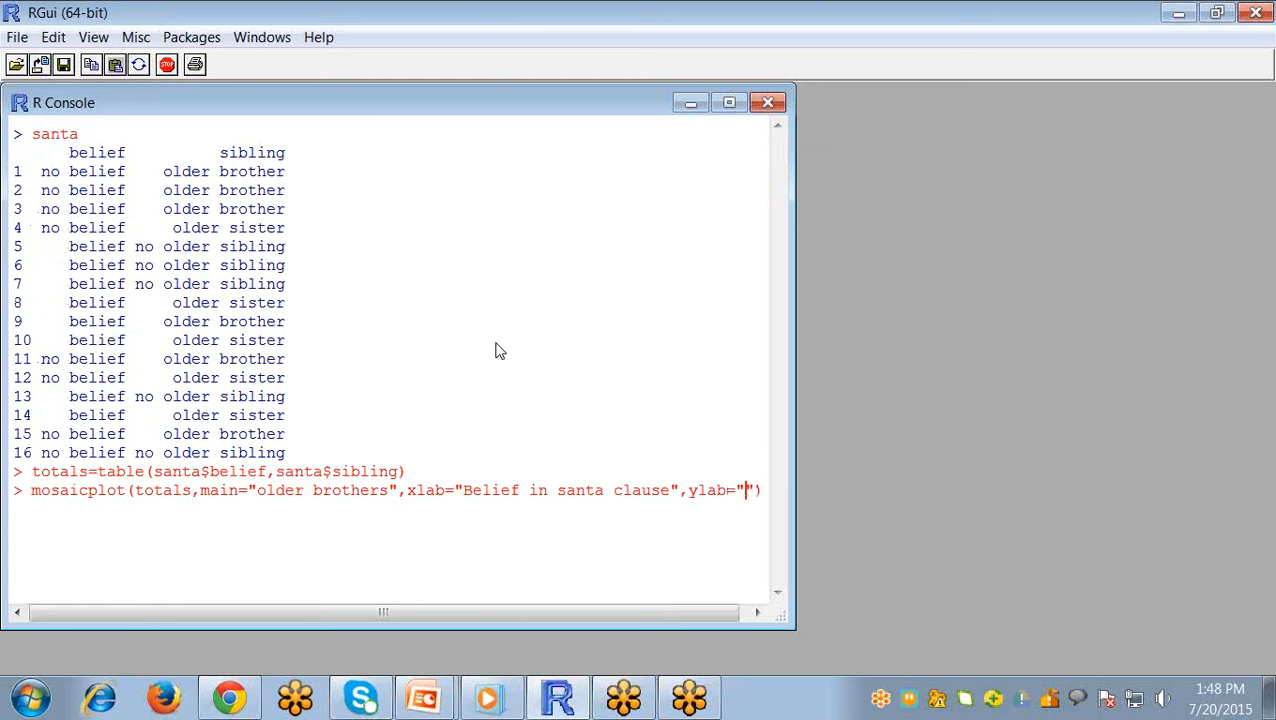 RGui (64-bit)
File Edit View Misc Packages Windows Help
STOP
R Console
> santa
belief sibling
1 no belief older brother
2 no belief older brother
3 no belief older brother
4 no belief older sister
5 belief no older sibling
6 belief no older sibling
7 belief no older sibling
8 belief older sister
9 belief older brother
10 belief older sister
11 no belief older brother
12 no belief older sister
13 belief no older sibling
14 belief older sister
15 no belief older brother
16 no belief no older sibling
> totals=table(santa$belief,santa$sibling)
> mosaicplot(totals,main="older brothers",xlab="Belief in santa clause",ylab="")
1:48 PM
7/20/2015